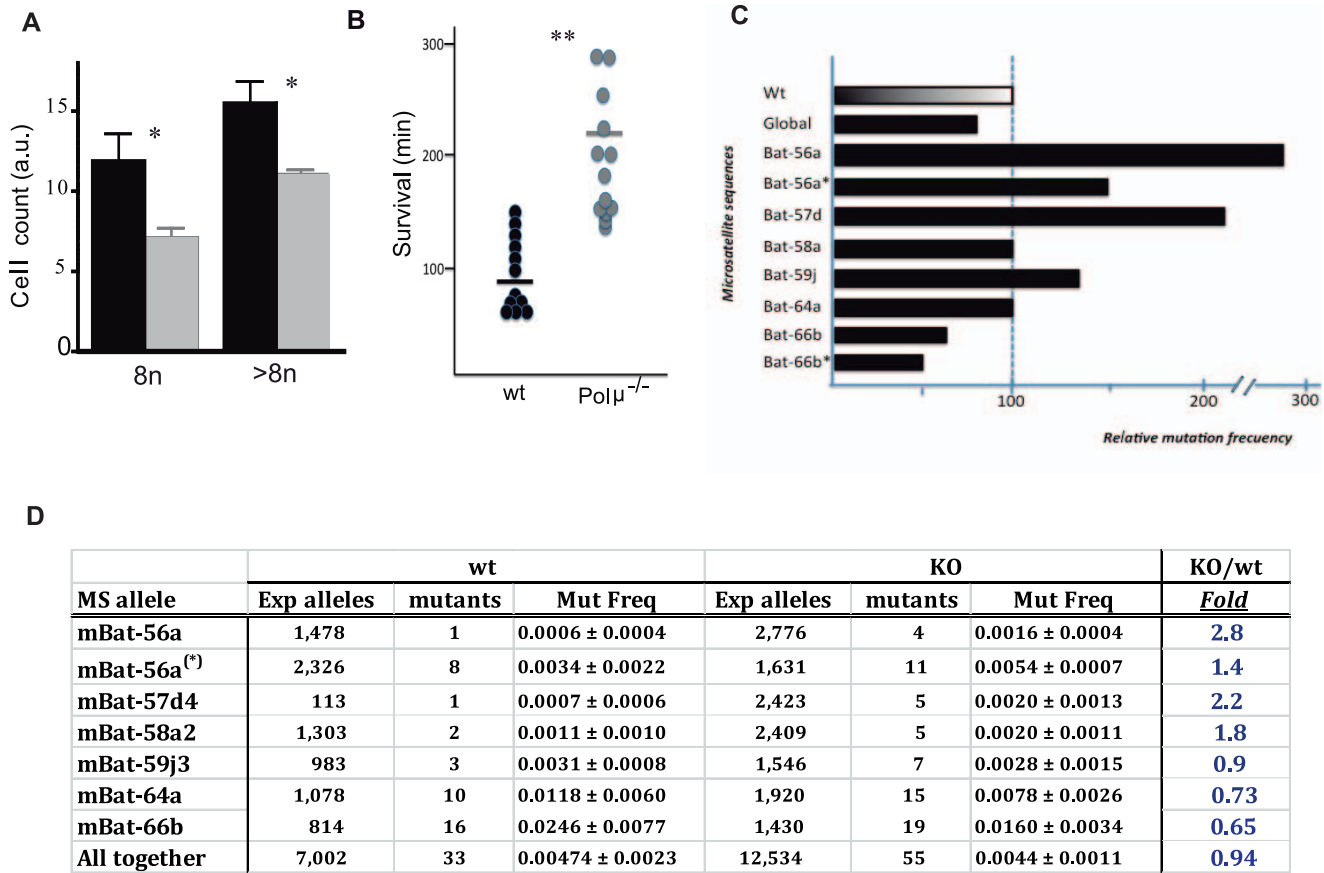 A
Cell count (a.u.)
15
10
5
0
*
*
8n
>8n
B
Survival (min)
300
200
100
**
wt
Polμ-/-
C
Microsatellite sequences
Wt
Global
Bat-56a
Bat-56a*
Bat-57d
Bat-58a
Bat-59j
Bat-64a
Bat-66b
Bat-66b*
100 200 300
Relative mutation frecuency
D
wt KO KO/wt
MS allele Exp alleles mutants Mut Freq Exp alleles mutants Mut Freq Fold
mBat-56a 1,478 1 0.0006 ± 0.0004 2,776 4 0.0016 ± 0.0004 2.8
mBat-56a(*) 2,326 8 0.0034 ± 0.0022 1,631 11 0.0054 ± 0.0007 1.4
mBat-57d4 113 1 0.0007 ± 0.0006 2,423 5 0.0020 ± 0.0013 2.2
mBat-58a2 1,303 2 0.0011 ± 0.0010 2,409 5 0.0020 ± 0.0011 1.8
mBat-59j3 983 3 0.0031 ± 0.0008 1,546 7 0.0028 ± 0.0015 0.9
mBat-64a 1,078 10 0.0118 ± 0.0060 1,920 15 0.0078 ± 0.0026 0.73
mBat-66b 814 16 0.0246 ± 0.0077 1,430 19 0.0160 ± 0.0034 0.65
All together 7,002 33 0.00474 ± 0.0023 12,534 55 0.0044 ± 0.0011 0.94